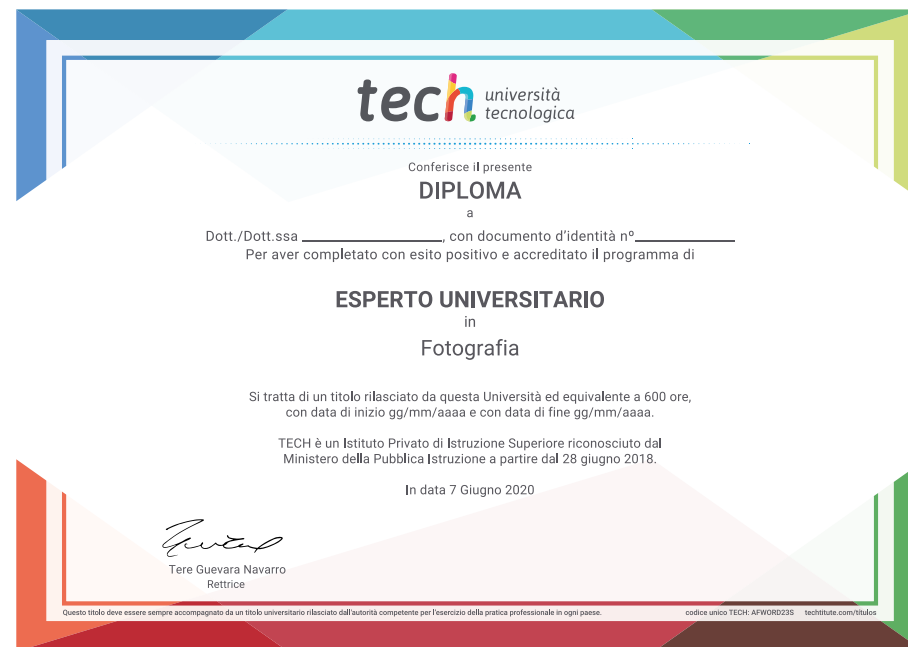 tech università
tecnologica
Conferisce il presente
DIPLOMA
a
Dott./Dott.ssa ____________________, con documento d'identità nº______________
Per aver completato con esito positivo e accreditato il programma di
ESPERTO UNIVERSITARIO
in
Fotografia
Si tratta di un titolo rilasciato da questa Università ed equivalente a 600 ore,
con data di inizio gg/mm/aaaa e con data di fine gg/mm/aaaa.
TECH è un Istituto Privato di Istruzione Superiore riconosciuto dal
Ministero della Pubblica Istruzione a partire dal 28 giugno 2018.
In data 7 Giugno 2020
Tere Guevara Navarro
Rettrice
Questo titolo deve essere sempre accompagnato da un titolo universitario rilasciato dall'autorità competente per l'esercizio della pratica professionale in ogni paese. codice unico TECH: AFWORD23S techtitute.com/titulos